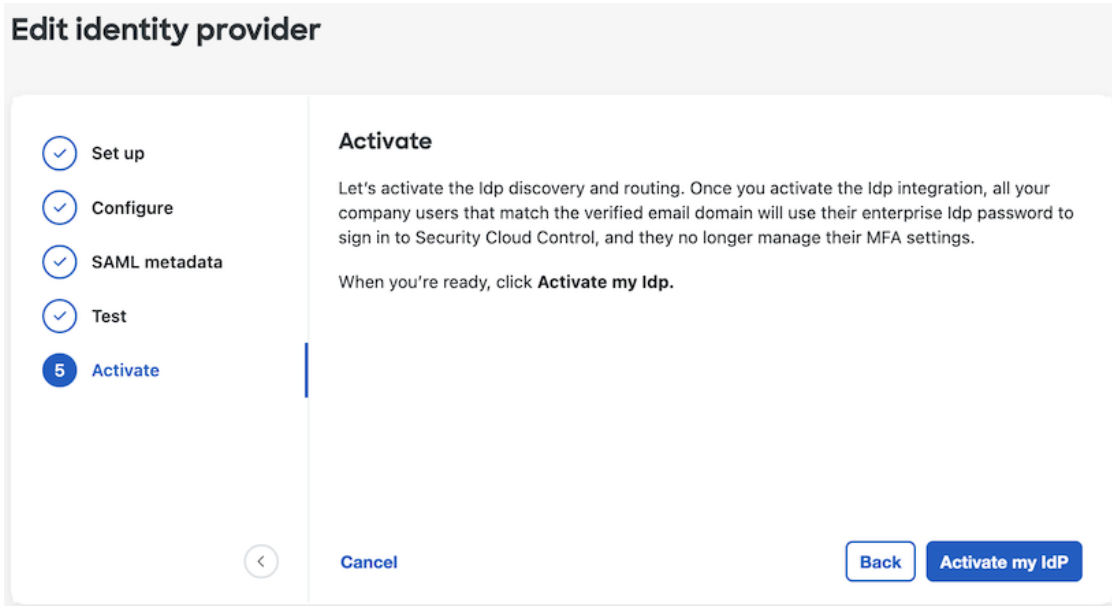 Edit identity provider
Set up
Configure
SAML metadata
Test
5 Activate
Activate
Let's activate the Idp discovery and routing. Once you activate the Idp integration, all your
company users that match the verified email domain will use their enterprise Idp password to
sign in to Security Cloud Control, and they no longer manage their MFA settings.
When you're ready, click Activate my Idp.
Cancel
Back
Activate my IdP